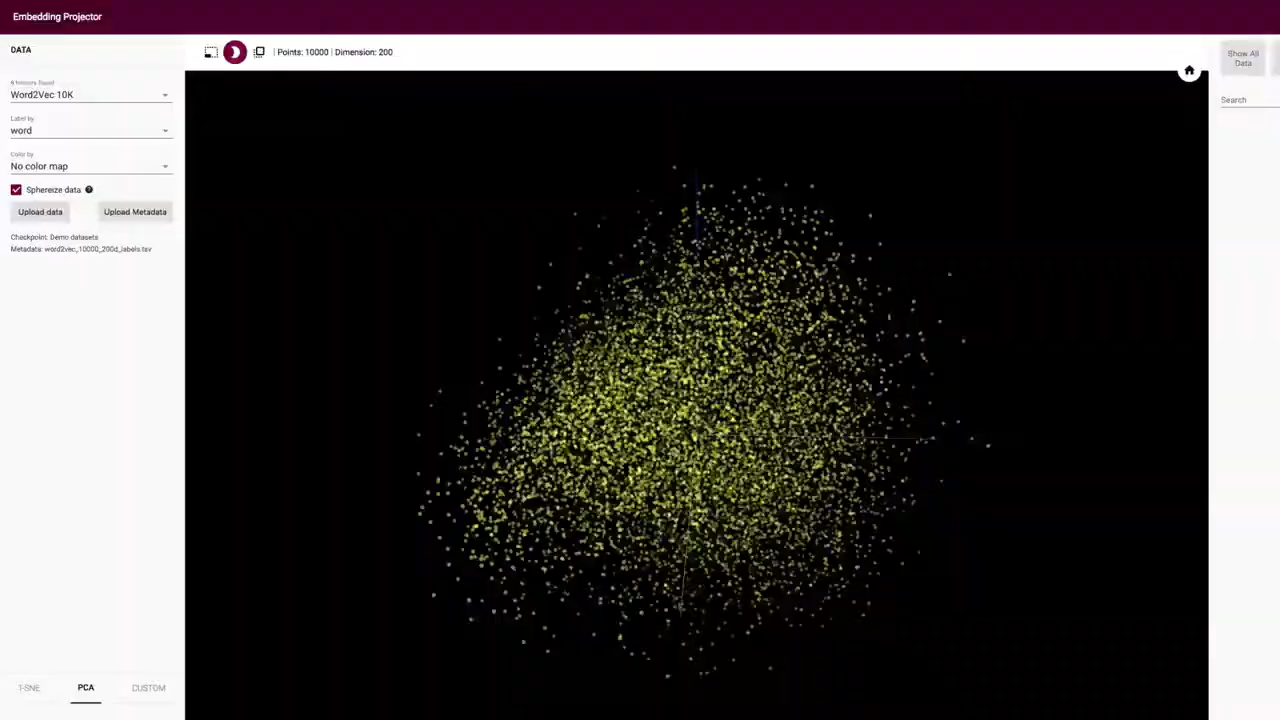 Embedding Projector
DATA
Points: 10000 | Dimension: 200
Word2Vec 10K
Label by
word
Color by
No color map
Sphereize data
Upload data
Upload Metadata
Checkpoint: Demo datasets
Metadata: word2vec_10000_200d_labels.tsv
T-SNE
PCA
CUSTOM
Show All
Data
Search